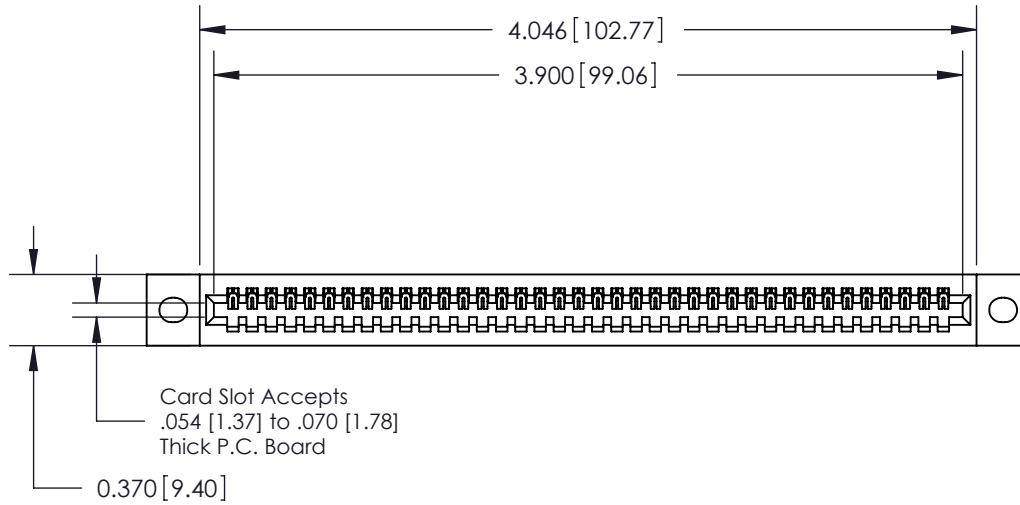 4.046[102.77]
3.900[99.06]
Card Slot Accepts
.054 [1.37] to .070 [1.78]
Thick P.C. Board
0.370[9.40]